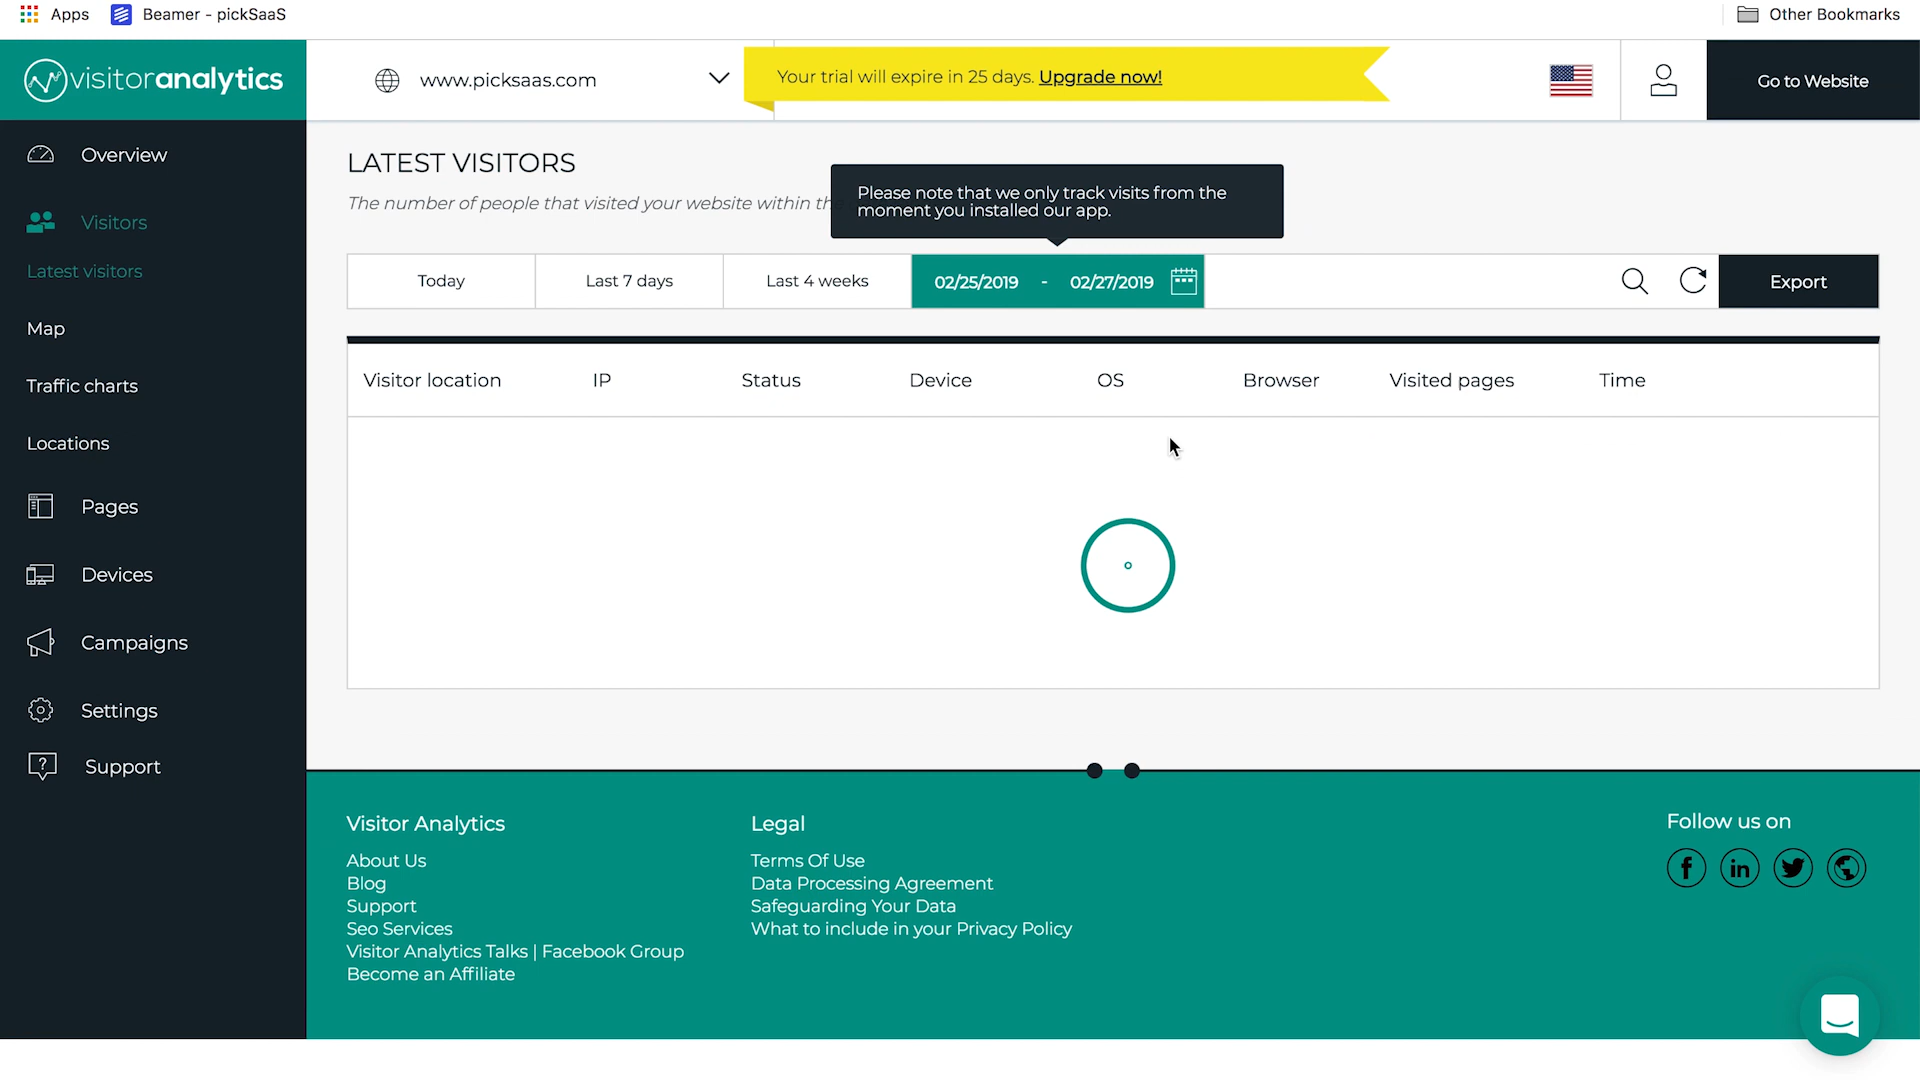 Apps
Beamer - pickSaaS
Other Bookmarks
visitoranalytics
www.picksaas.com
Your trial will expire in 25 days. Upgrade now!
Go to Website
Overview
Visitors
Latest visitors
Map
Traffic charts
Locations
Pages
Devices
Campaigns
Settings
Support
LATEST VISITORS
The number of people that visited your website within the
Please note that we only track visits from the
moment you installed our app.
Today
Last 7 days
Last 4 weeks
02/25/2019 - 02/27/2019
Export
Visitor location
IP
Status
Device
OS
Browser
Visited pages
Time
Visitor Analytics
About Us
Blog
Support
Seo Services
Visitor Analytics Talks | Facebook Group
Become an Affiliate
Legal
Terms Of Use
Data Processing Agreement
Safeguarding Your Data
What to include in your Privacy Policy
Follow us on